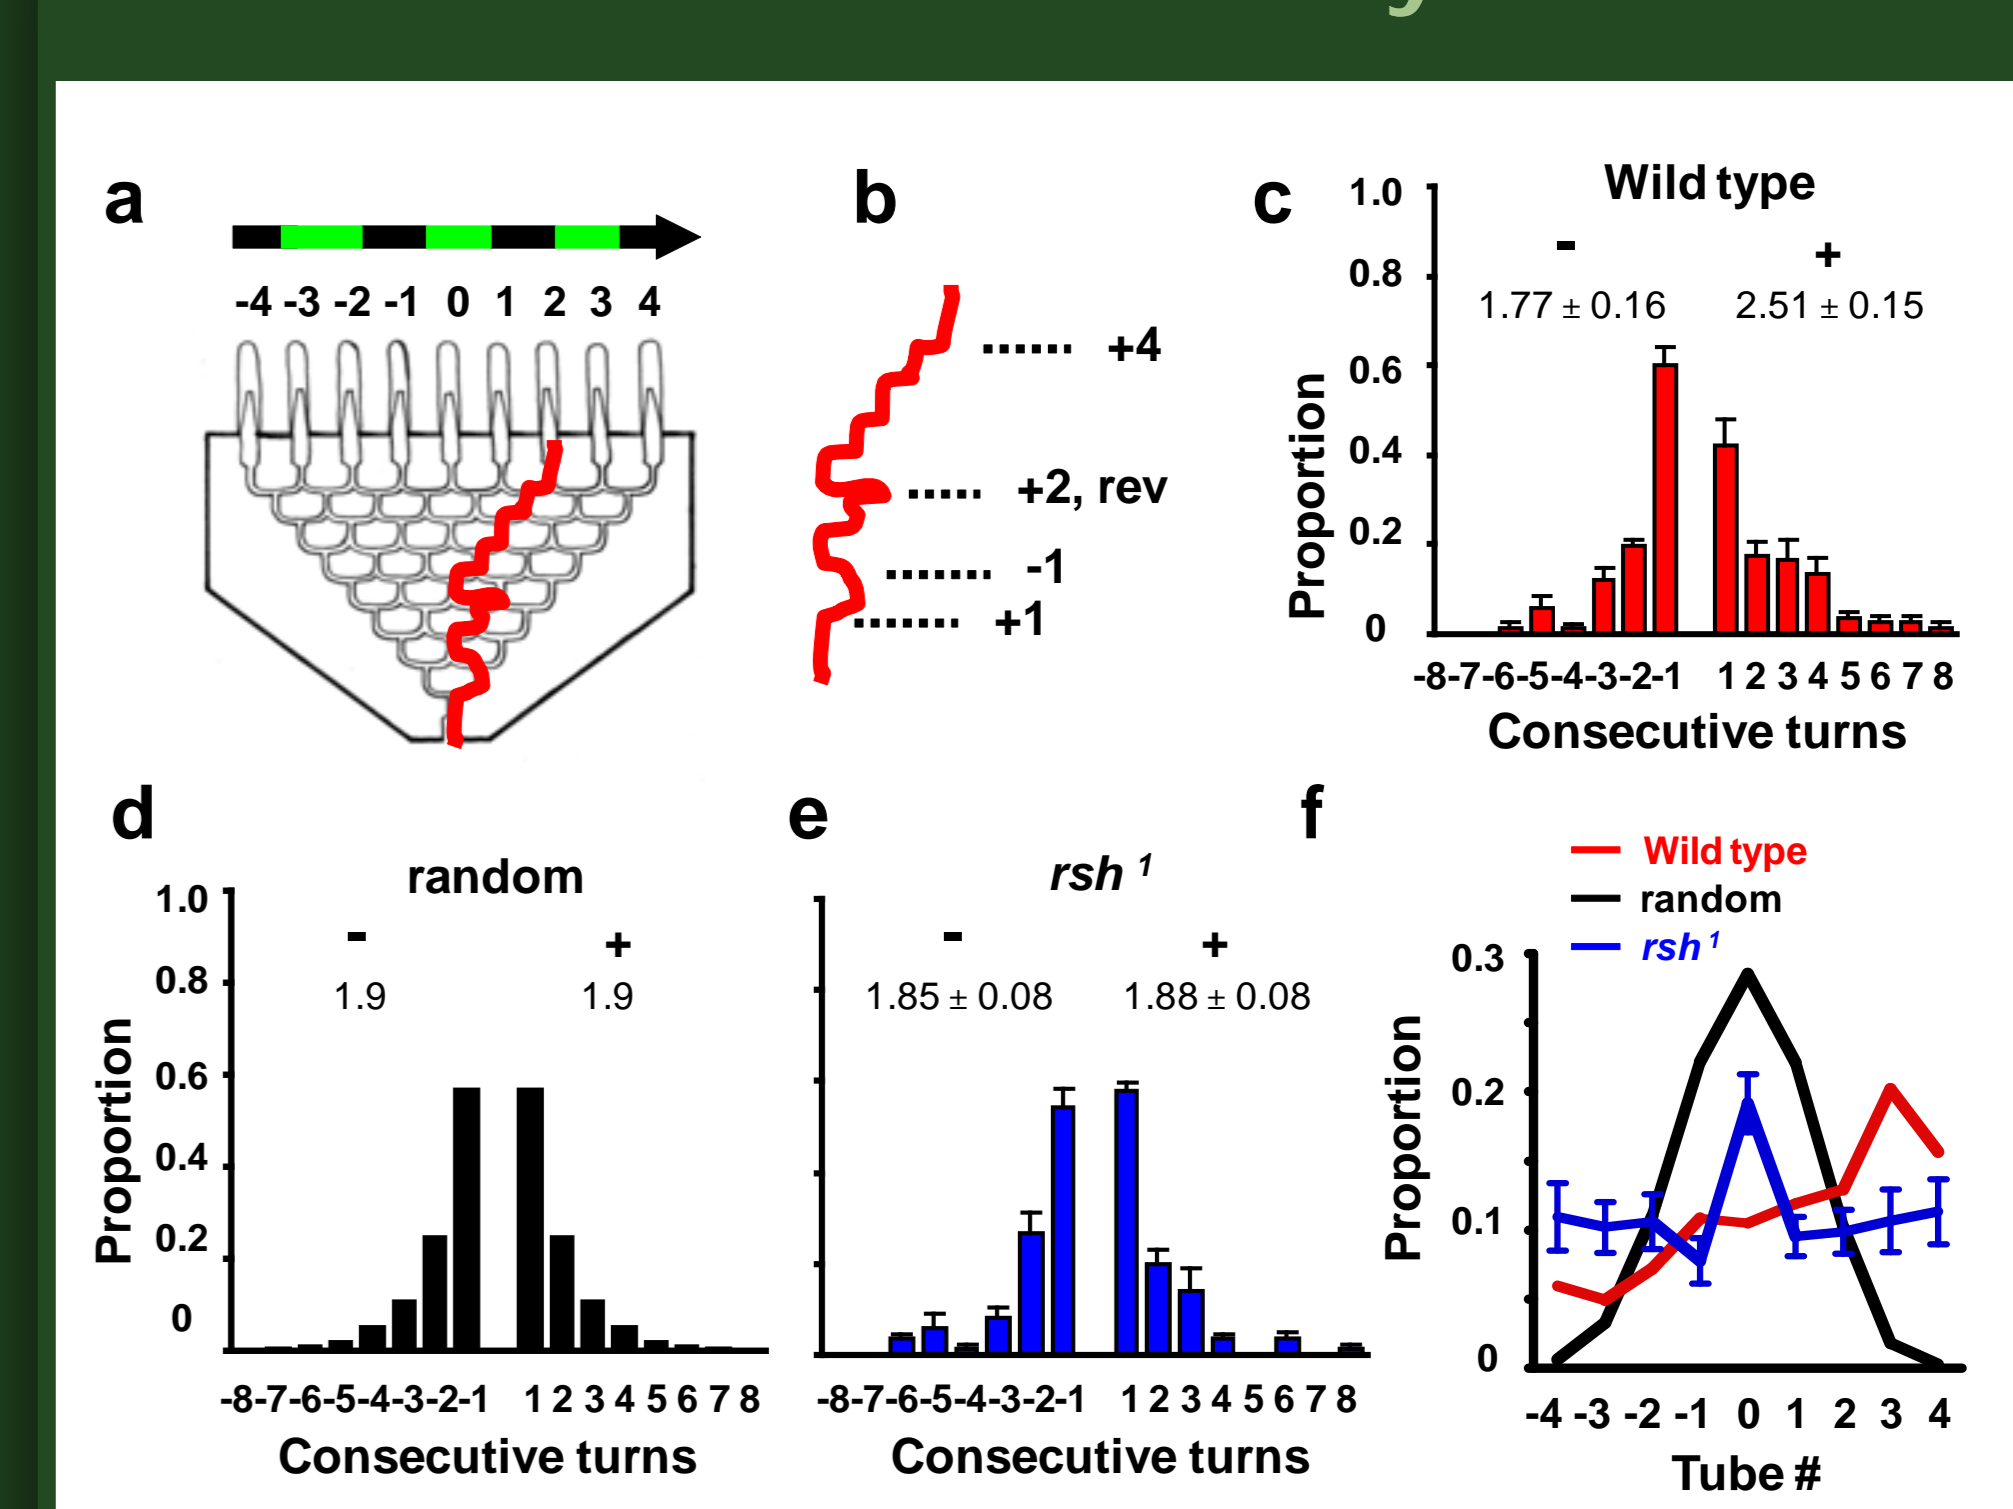 a
-4 -3 -2 -1 0 1 2 3 4
b
+4
+2, rev
-1
+1
c
Wild type
- +
1.77 ± 0.16 2.51 ± 0.15
Proportion
1.0
0.8
0.6
0.4
0.2
0
-8-7-6-5-4-3-2-1 1 2 3 4 5 6 7 8
Consecutive turns
d
random
- +
1.9 1.9
Proportion
1.0
0.8
0.6
0.4
0.2
0
-8-7-6-5-4-3-2-1 1 2 3 4 5 6 7 8
Consecutive turns
e
rsh 1
- +
1.85 ± 0.08 1.88 ± 0.08
-8-7-6-5-4-3-2-1 1 2 3 4 5 6 7 8
Consecutive turns
f
Wild type
random
rsh 1
Proportion
0.3
0.2
0.1
0
-4 -3 -2 -1 0 1 2 3 4
Tube #